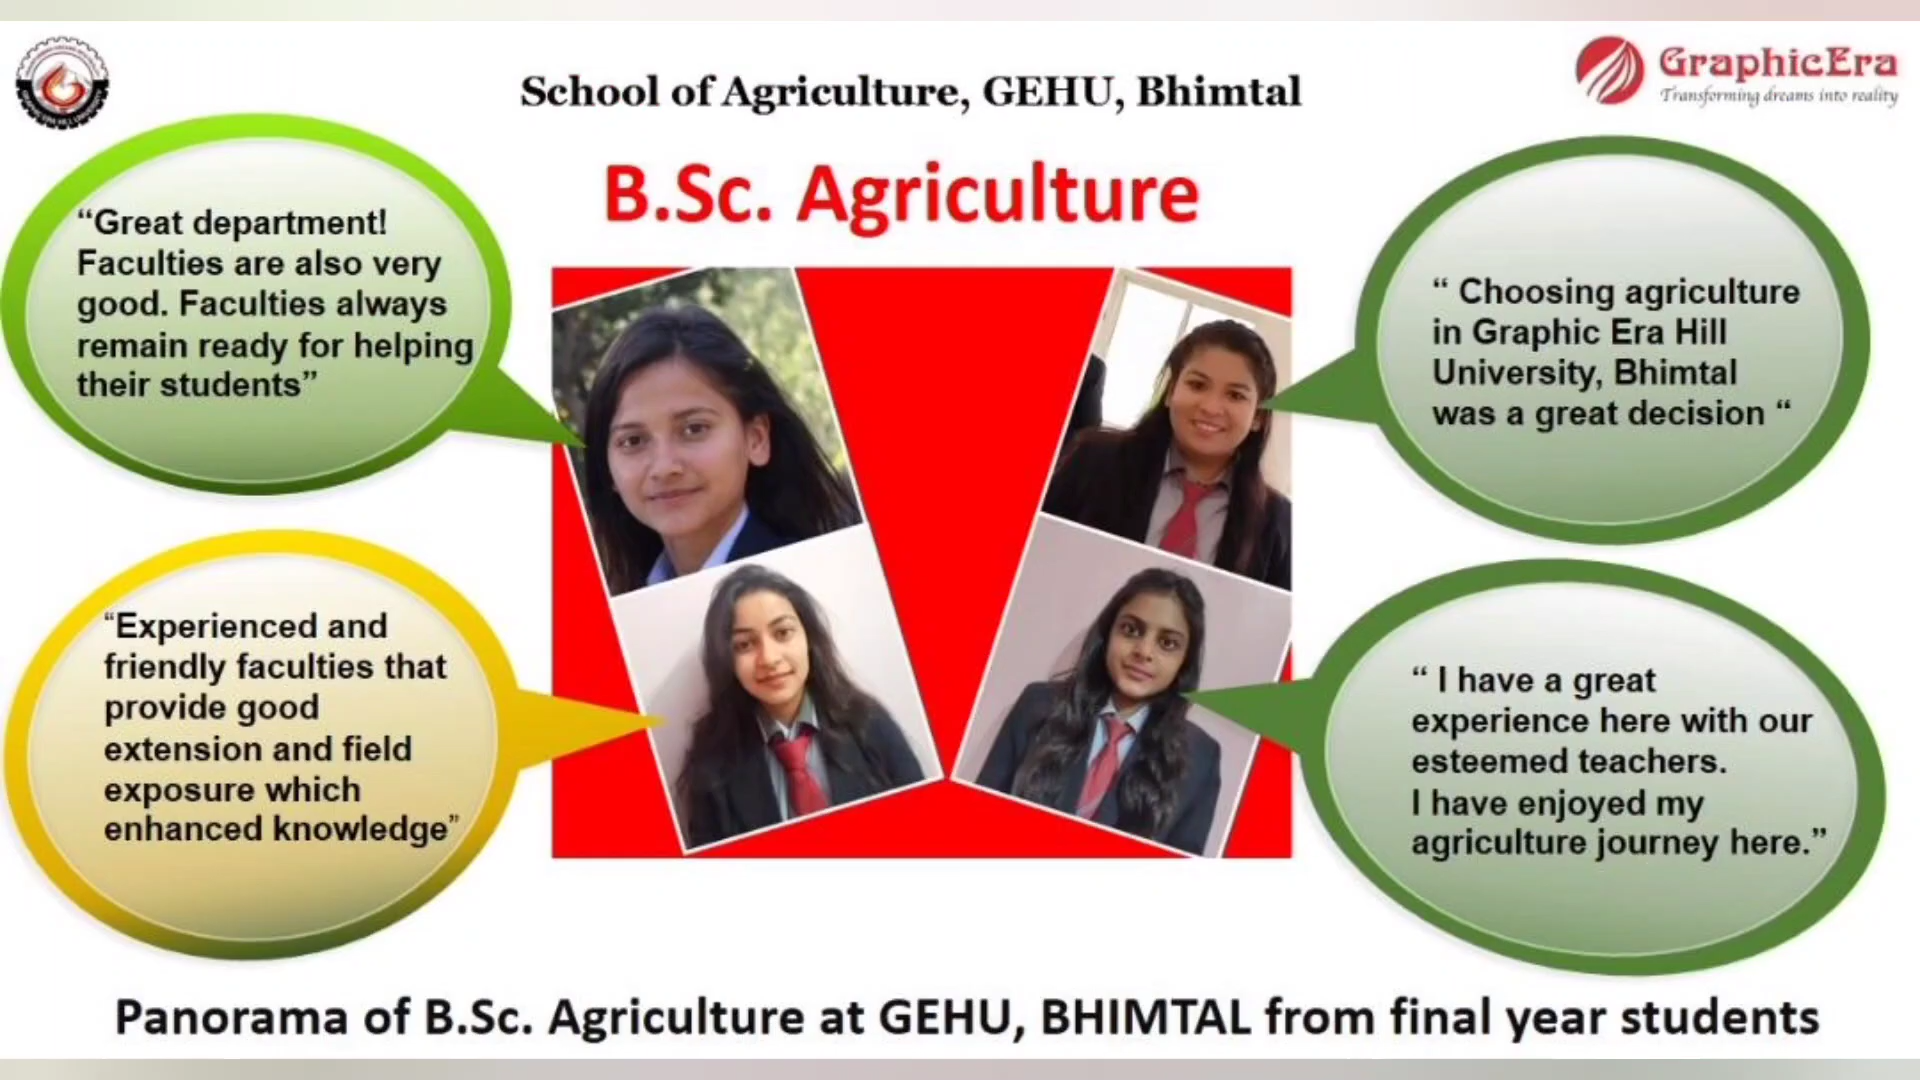 School of Agriculture, GEHU, Bhimtal
GraphicEra
Transforming dreams into reality
B.Sc. Agriculture
“Great department!
Faculties are also very
good. Faculties always
remain ready for helping
their students”
“ Choosing agriculture
in Graphic Era Hill
University, Bhimtal
was a great decision “
“Experienced and
friendly faculties that
provide good
extension and field
exposure which
enhanced knowledge”
“ I have a great
experience here with our
esteemed teachers.
I have enjoyed my
agriculture journey here.”
Panorama of B.Sc. Agriculture at GEHU, BHIMTAL from final year students